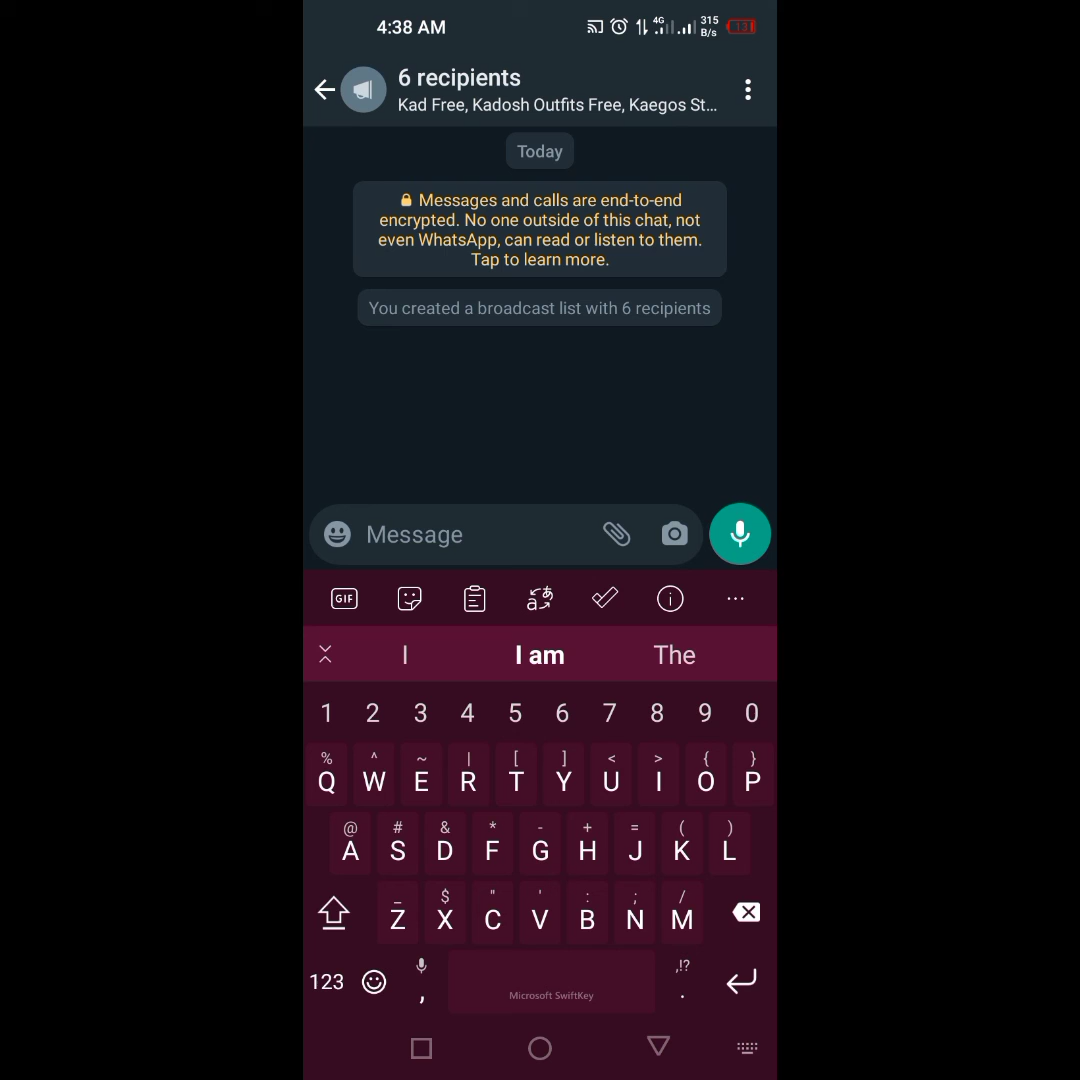 4:38 AM 4G 315 B/s 13
6 recipients
Kad Free, Kadosh Outfits Free, Kaegos St...
Today
Messages and calls are end-to-end
encrypted. No one outside of this chat, not
even WhatsApp, can read or listen to them.
Tap to learn more.
You created a broadcast list with 6 recipients
Message
GIF
I I am The
1 2 3 4 5 6 7 8 9 0
% ^ ~ | [ ] < > { }
Q W E R T Y U I O P
@ # & * - + = ( )
A S D F G H J K L
_ $ " ' : ; /
Z X C V B N M
,!?
123 , Microsoft SwiftKey .